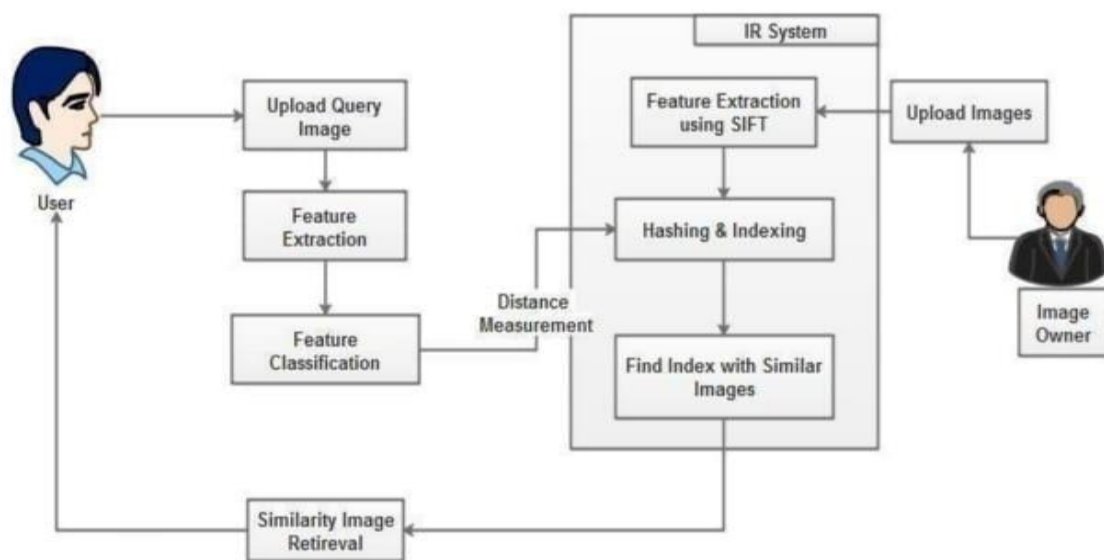 IR System
Upload Query
Image
Feature Extraction
using SIFT
Upload Images
User
Feature
Extraction
Hashing & Indexing
Distance
Measurement
Feature
Classification
Find Index with Similar
Images
Image
Owner
Similarity Image
Retireval